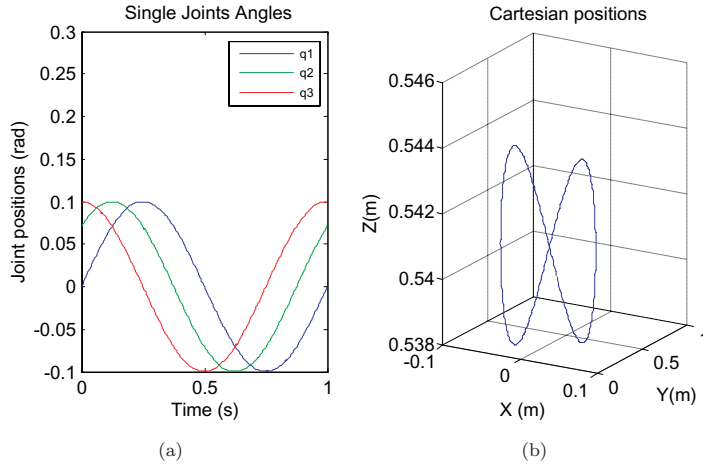 Single Joints Angles
0.3
0.25
0.2
0.15
0.1
0.05
0
-0.05
-0.1
Joint positions (rad)
q1
q2
q3
0
0.5
1
Time (s)
(a)
Cartesian positions
0.546
0.544
0.542
0.54
0.538
Z(m)
-0.1
0
0.1
X (m)
0
0.5
Y(m)
(b)